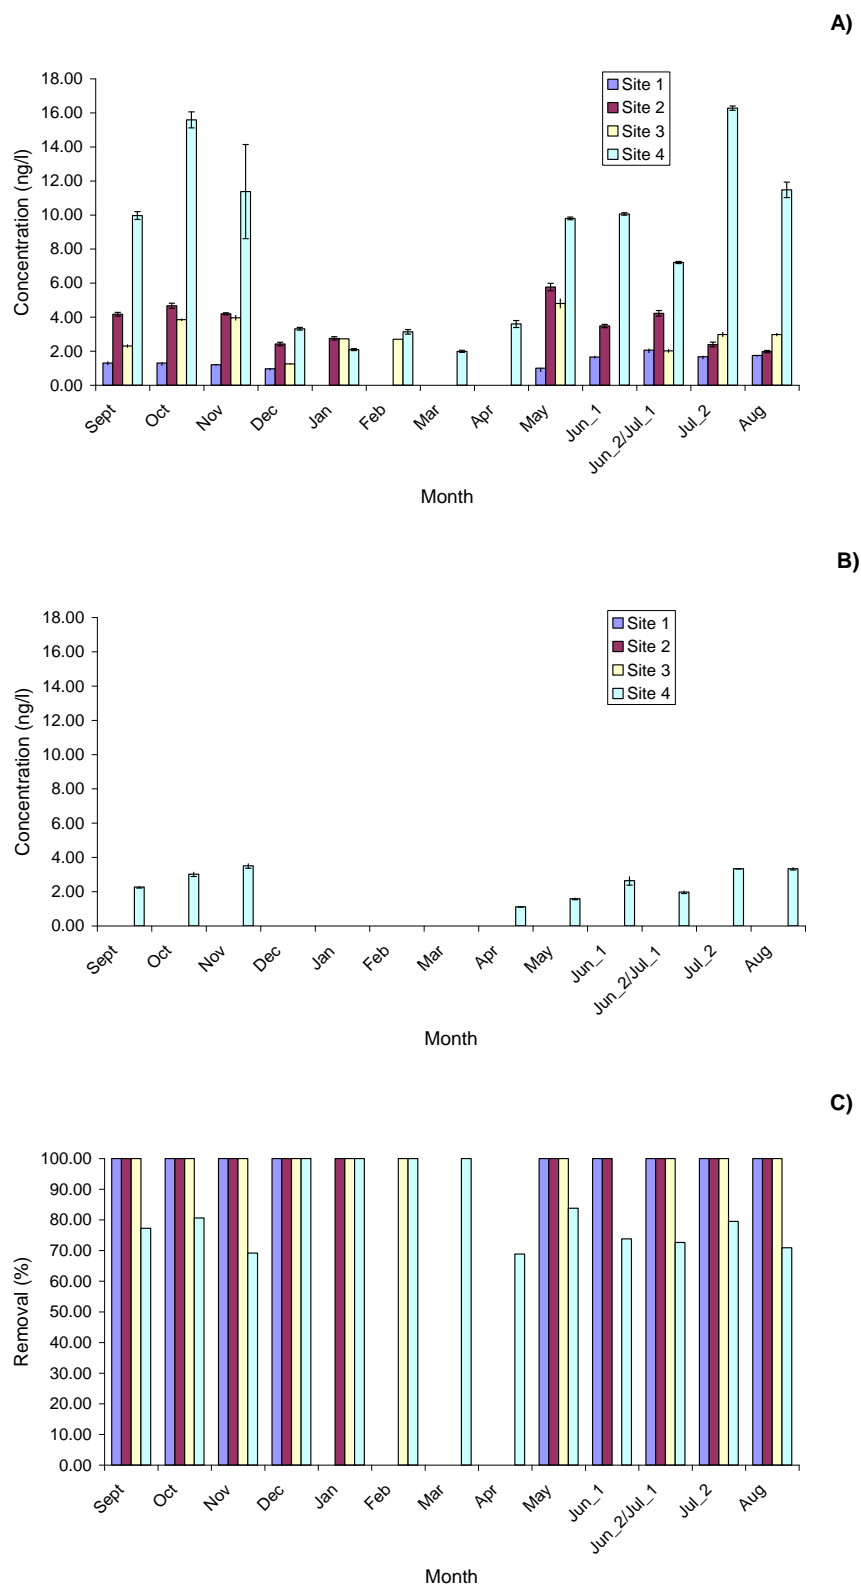 A)
18.00
16.00
14.00
12.00
10.00
8.00
6.00
4.00
2.00
0.00
Concentration (ng/l)
Site 1
Site 2
Site 3
Site 4
Sept
Oct
Nov
Dec
Jan
Feb
Mar
Apr
May
Jun_1
Jun_2/Jul_1
Jul_2
Aug
Month
B)
18.00
16.00
14.00
12.00
10.00
8.00
6.00
4.00
2.00
0.00
Concentration (ng/l)
Site 1
Site 2
Site 3
Site 4
Sept
Oct
Nov
Dec
Jan
Feb
Mar
Apr
May
Jun_1
Jun_2/Jul_1
Jul_2
Aug
Month
C)
100.00
90.00
80.00
70.00
60.00
50.00
40.00
30.00
20.00
10.00
0.00
Removal (%)
Sept
Oct
Nov
Dec
Jan
Feb
Mar
Apr
May
Jun_1
Jun_2/Jul_1
Jul_2
Aug
Month